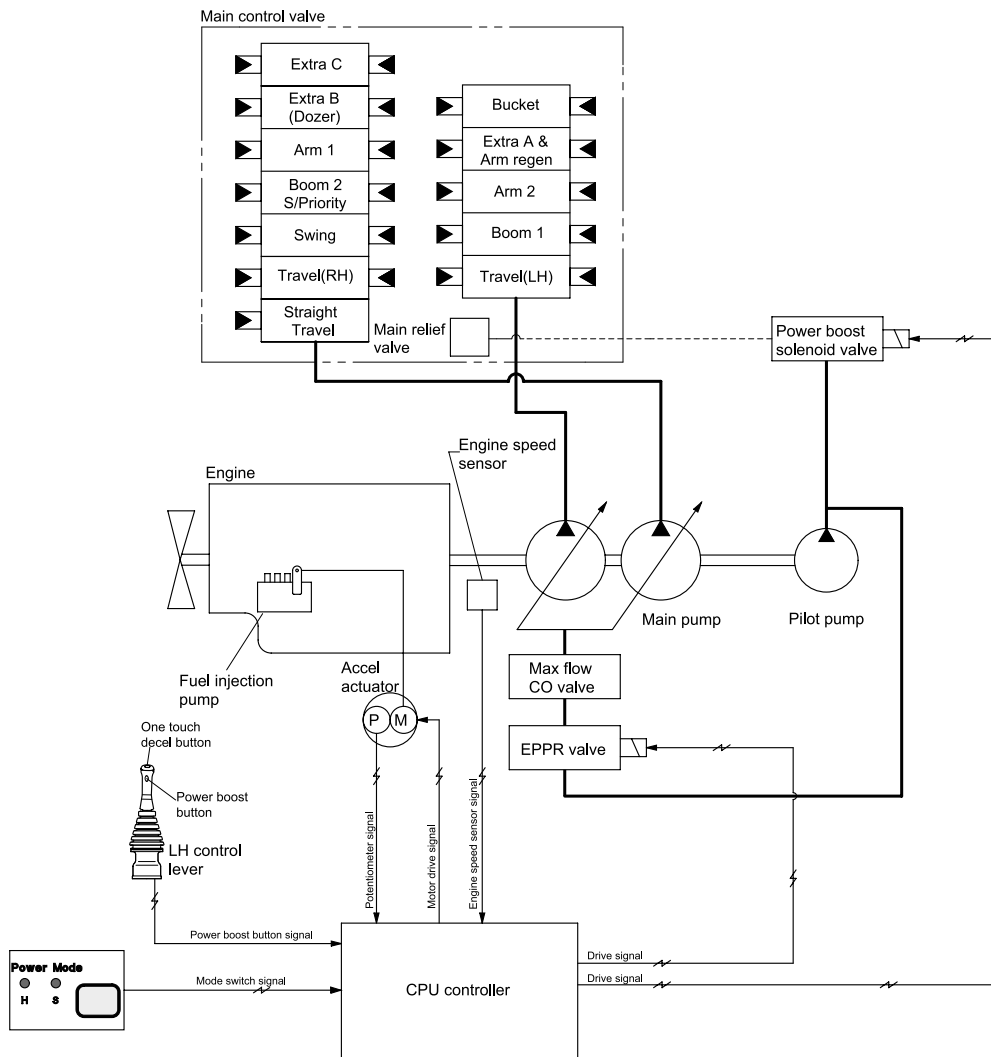 Main control valve
Extra C
Extra B
(Dozer)
Arm 1
Boom 2
S/Priority
Swing
Travel(RH)
Straight
Travel
Bucket
Extra A &
Arm regen
Arm 2
Boom 1
Travel(LH)
Main relief
valve
Power boost
solenoid valve
Engine speed
sensor
Engine
Fuel injection
pump
Accel
actuator
P
M
Main pump
Pilot pump
Max flow
CO valve
EPPR valve
One touch
decel button
Power boost
button
LH control
lever
Potentiometer signal
Motor drive signal
Engine speed sensor signal
Power boost button signal
Mode switch signal
Power Mode
H
S
CPU controller
Drive signal
Drive signal